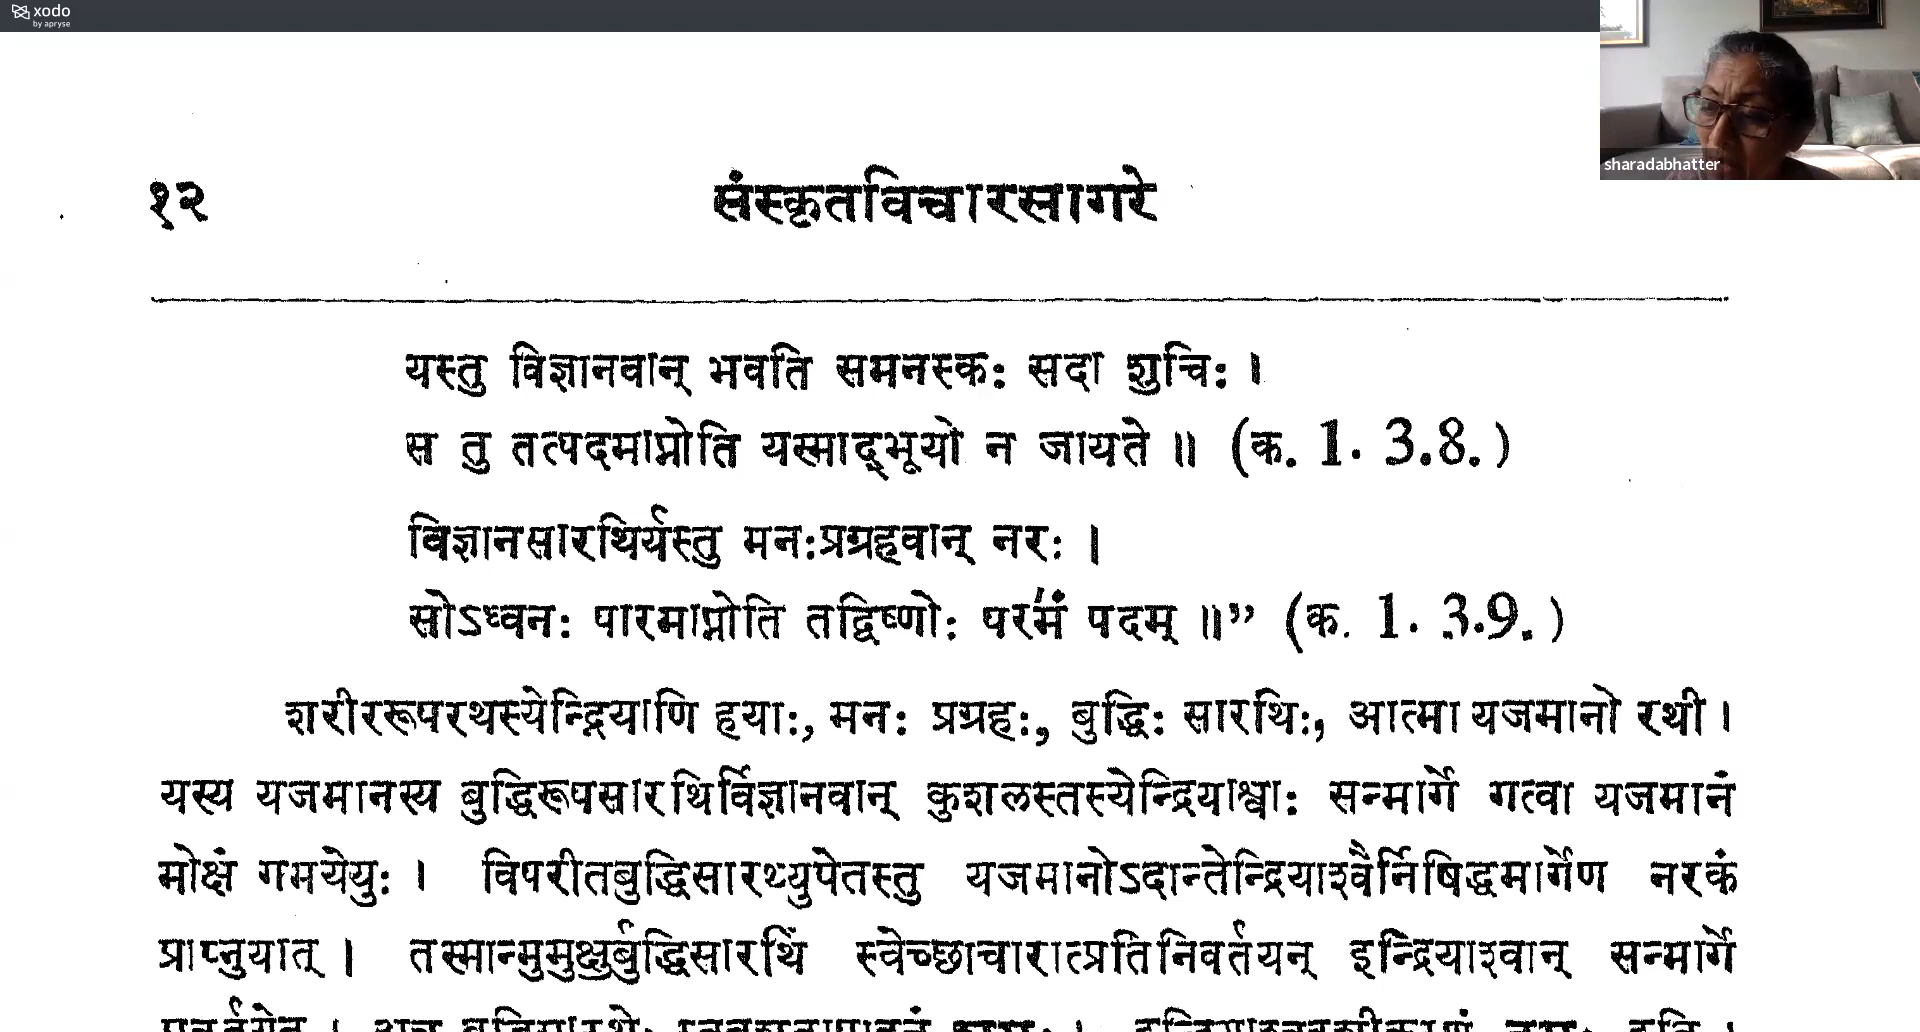 xodo
by apryse
sharadabhatter
१२ संस्कृतविचारसागरे
यस्तु विज्ञानवान् भवति समनस्कः सदा शुचिः ।
स तु तत्पदमाप्नोति यस्माद्भूयो न जायते ॥ (क. 1. 3.8.)
विज्ञानसारथिर्यस्तु मनःप्रग्रहवान् नरः ।
सोऽध्वनः पारमाप्नोति तद्विष्णोः परमं पदम् ॥” (क. 1. 3.9.)
शरीररूपरथस्येन्द्रियाणि हयाः, मनः प्रग्रहः, बुद्धिः सारथिः, आत्मा यजमानो रथी ।
यस्य यजमानस्य बुद्धिरूपसारथिर्विज्ञानवान् कुशलस्तस्येन्द्रियाश्वाः सन्मार्गे गत्वा यजमानं
मोक्षं गमयेयुः । विपरीतबुद्धिसारथ्युपेतस्तु यजमानोऽदान्तेन्द्रियाश्वैर्निषिद्धमार्गेण नरकं
प्राप्नुयात् । तस्मान्मुमुक्षुर्बुद्धिसारथिं स्वेच्छाचारात्प्रतिनिवर्तयन् इन्द्रियाश्वान् सन्मार्गे